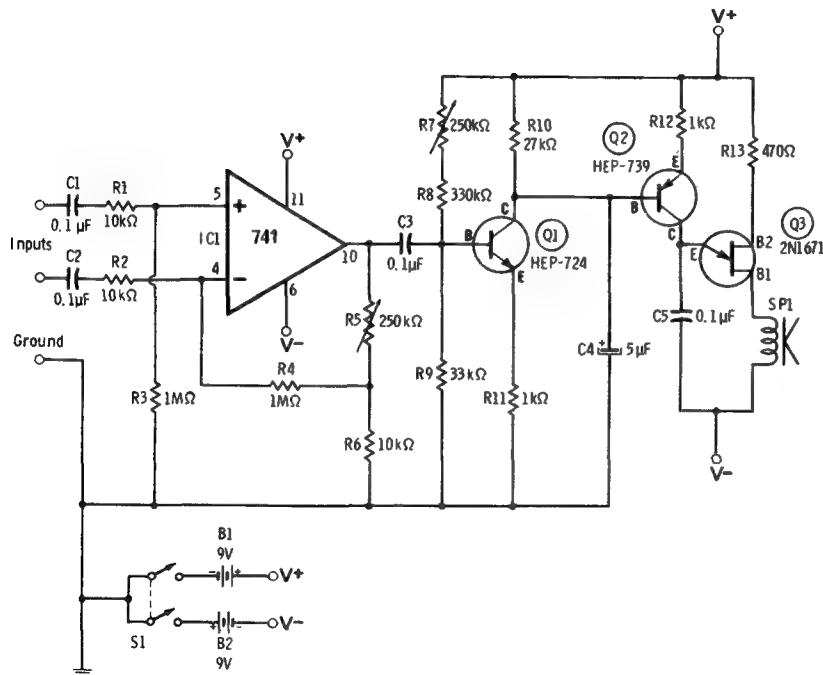 V+
R7 250kΩ
R10 27kΩ
R12 1kΩ
Q2 HEP-739
R13 470Ω
E
B
C
V+
C1 0.1µF
R1 10kΩ
5
+
11
R8 330kΩ
IC1
741
10
C3 0.1µF
C
B
E
Q1 HEP-724
E
B2
B1
Q3 2N1671
Inputs
C2 0.1µF
R2 10kΩ
4
−
6
V−
R5 250kΩ
C4
+
5µF
C5 0.1µF
SP1
Ground
R4 1MΩ
R3 1MΩ
R9 33kΩ
R11 1kΩ
R6 10kΩ
V−
B1
9V
- +
V+
S1
+ -
V−
B2
9V